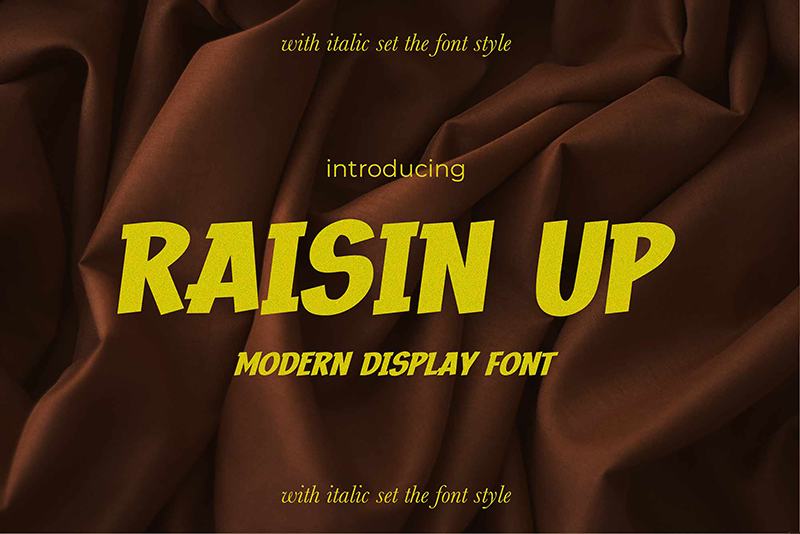 with italic set the font style
introducing
RAISIN UP
MODERN DISPLAY FONT
with italic set the font style